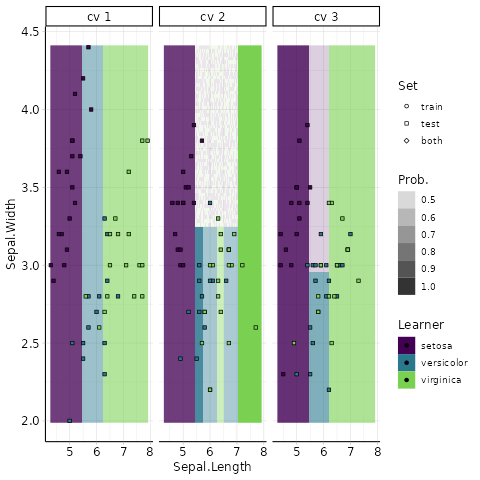 cv 1
cv 2
cv 3
4.5
4.0
3.5
3.0
2.5
2.0
Sepal.Width
5 6 7 8
5 6 7 8
5 6 7 8
Sepal.Length
Set
train
test
both
Prob.
0.5
0.6
0.7
0.8
0.9
1.0
Learner
setosa
versicolor
virginica